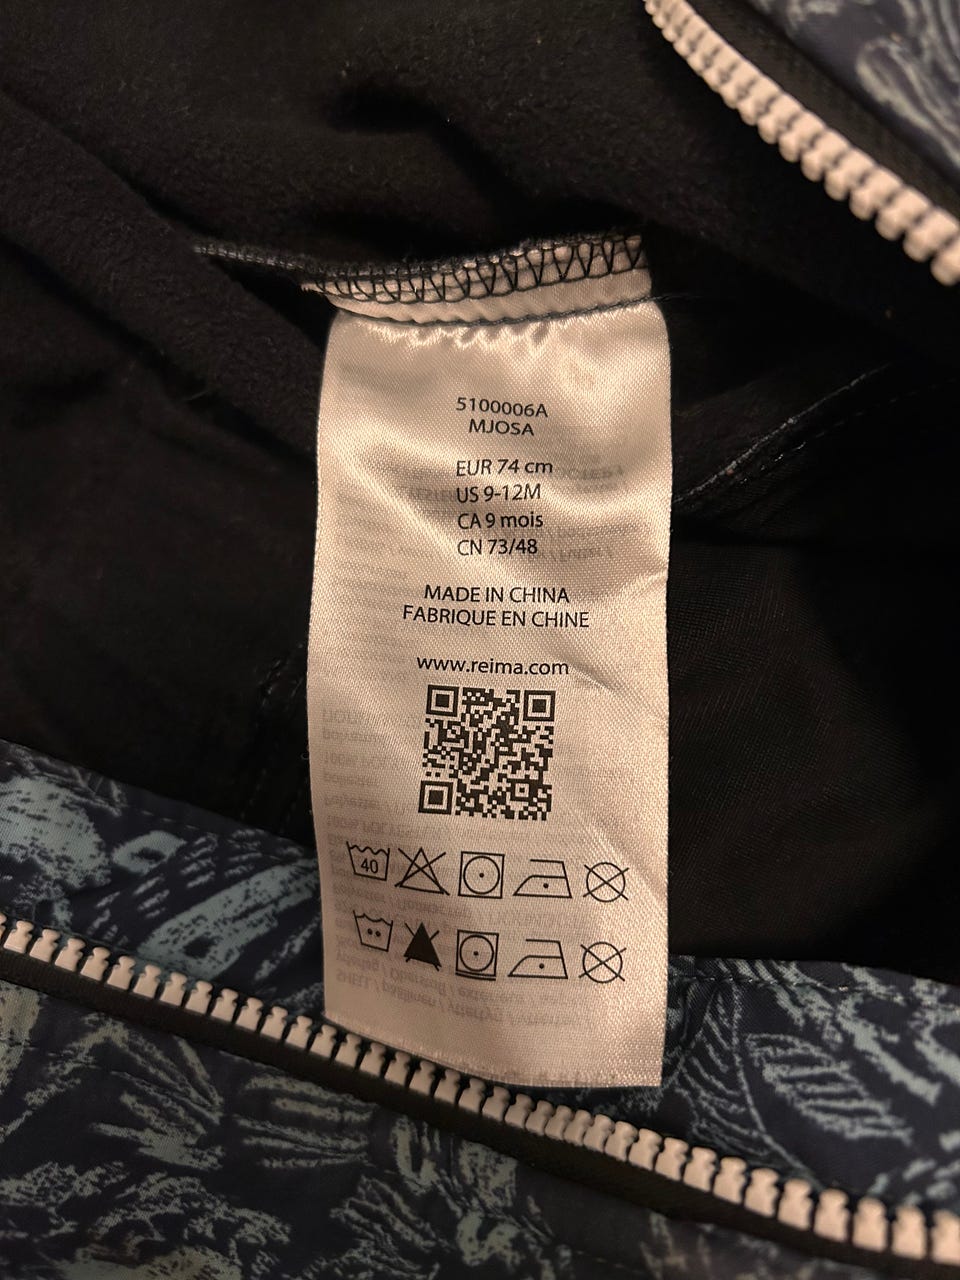 5100006A
MJOSA
EUR 74 cm
US 9-12M
CA 9 mois
CN 73/48
MADE IN CHINA
FABRIQUE EN CHINE
www.reima.com
40